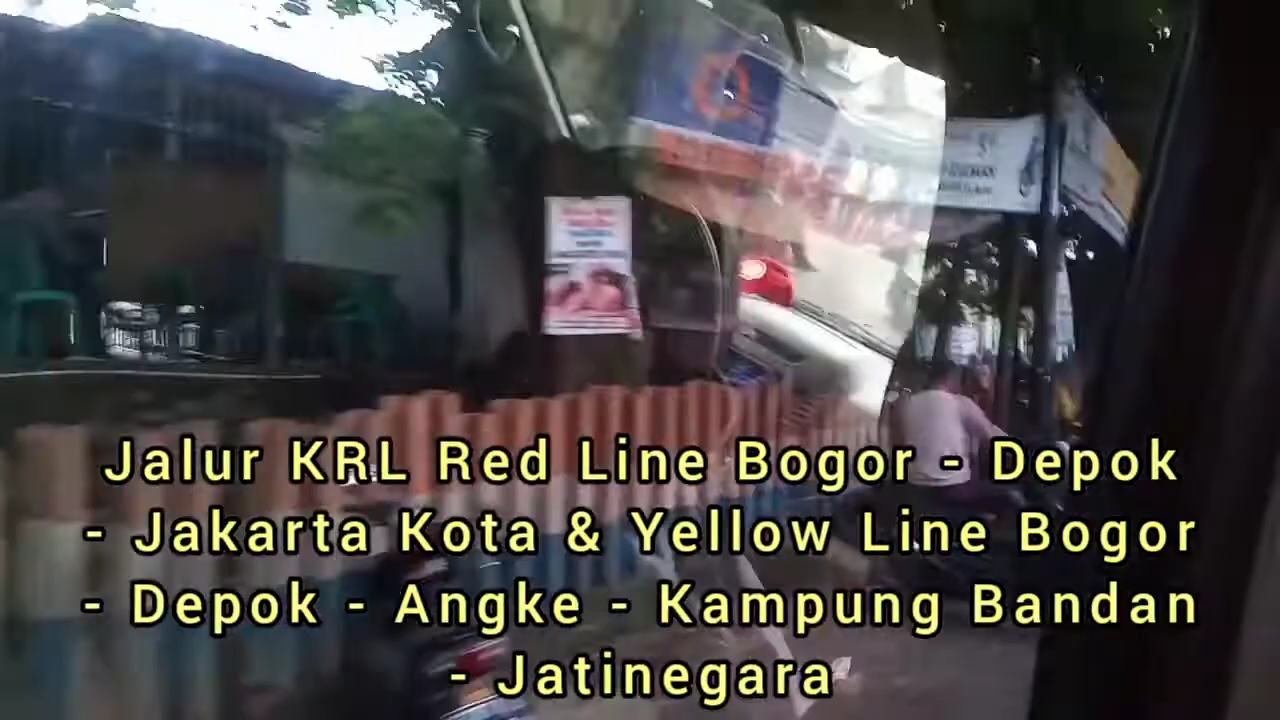 Jalur KRL Red Line Bogor - Depok
- Jakarta Kota & Yellow Line Bogor
- Depok - Angke - Kampung Bandan
- Jatinegara